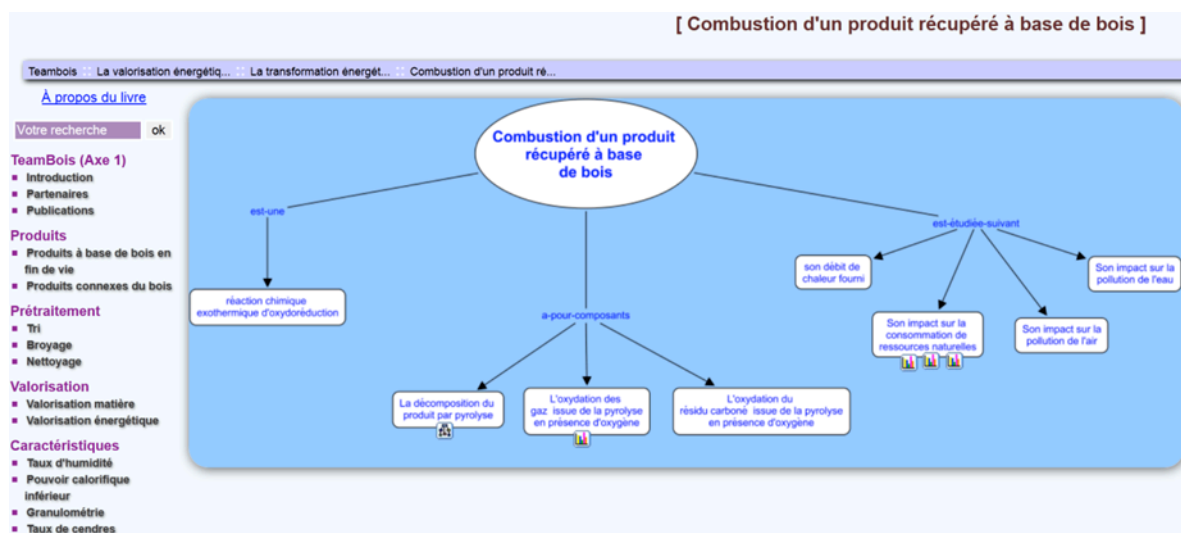 [ Combustion d'un produit récupéré à base de bois ]
Teambois :: La valorisation énergétiq... :: La transformation énergét... :: Combustion d'un produit ré...
À propos du livre
Votre recherche ok
TeamBois (Axe 1)
Introduction
Partenaires
Publications
Produits
Produits à base de bois en
fin de vie
Produits connexes du bois
Prétraitement
Tri
Broyage
Nettoyage
Valorisation
Valorisation matière
Valorisation énergétique
Caractéristiques
Taux d'humidité
Pouvoir calorifique
inférieur
Granulométrie
Taux de cendres
Combustion d'un produit
récupéré à base
de bois
est-une
réaction chimique
exothermique d'oxydoréduction
a-pour-composants
La décomposition du
produit par pyrolyse
L'oxydation des
gaz issue de la pyrolyse
en présence d'oxygène
L'oxydation du
résidu carboné issue de la pyrolyse
en présence d'oxygène
est-étudiée-suivant
son débit de
chaleur fourni
Son impact sur la
consommation de
ressources naturelles
Son impact sur la
pollution de l'air
Son impact sur la
pollution de l'eau